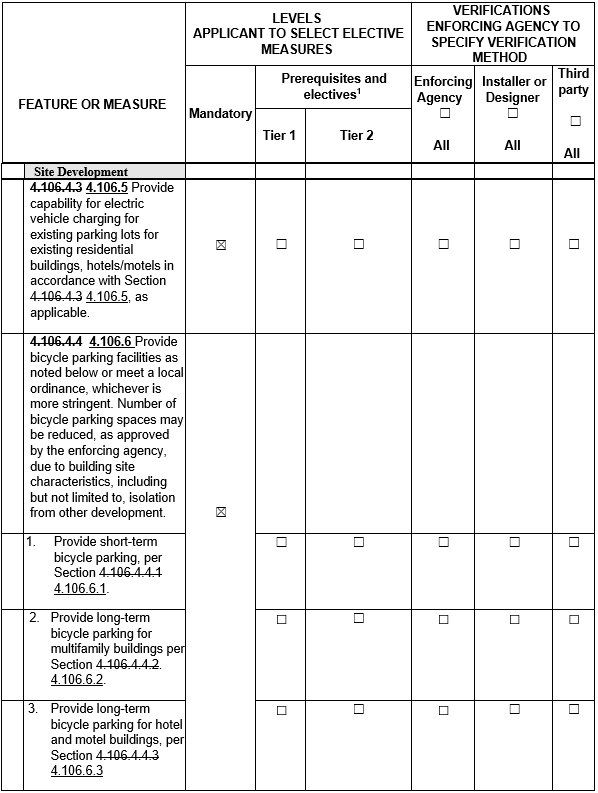 LEVELS
APPLICANT TO SELECT ELECTIVE
MEASURES
VERIFICATIONS
ENFORCING AGENCY TO
SPECIFY VERIFICATION
METHOD
FEATURE OR MEASURE
Mandatory
Prerequisites and
electives1
Tier 1
Tier 2
Enforcing
Agency
☐
All
Installer or
Designer
☐
All
Third
party
☐
All
Site Development
4.106.4.3 4.106.5 Provide
capability for electric
vehicle charging for
existing parking lots for
existing residential
buildings, hotels/motels in
accordance with Section
4.106.4.3 4.106.5, as
applicable.
☒ ☐ ☐ ☐ ☐ ☐
4.106.4.4 4.106.6 Provide
bicycle parking facilities as
noted below or meet a local
ordinance, whichever is
more stringent. Number of
bicycle parking spaces may
be reduced, as approved
by the enforcing agency,
due to building site
characteristics, including
but not limited to, isolation
from other development.
☒
1. Provide short-term
bicycle parking, per
Section 4.106.4.4.1
4.106.6.1.
☐ ☐ ☐ ☐ ☐
2. Provide long-term
bicycle parking for
multifamily buildings per
Section 4.106.4.4.2.
4.106.6.2.
☐ ☐ ☐ ☐ ☐
3. Provide long-term
bicycle parking for hotel
and motel buildings, per
Section 4.106.4.4.3
4.106.6.3
☐ ☐ ☐ ☐ ☐